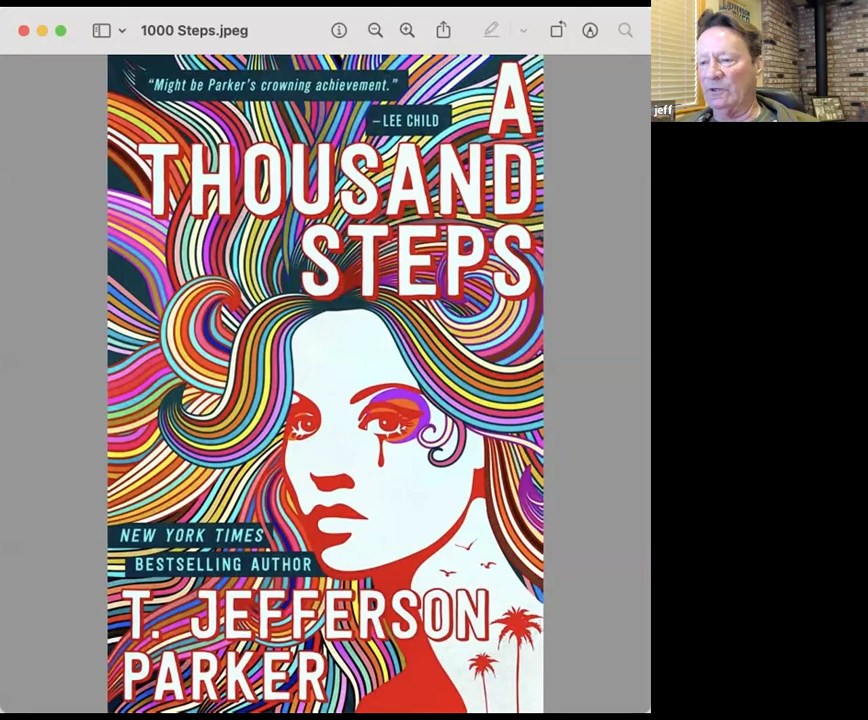 1000 Steps.jpeg
"Might be Parker's crowning achievement."
—LEE CHILD
A
THOUSAND
STEPS
NEW YORK TIMES
BESTSELLING AUTHOR
T. JEFFERSON
PARKER
jeff
JEFFERSON